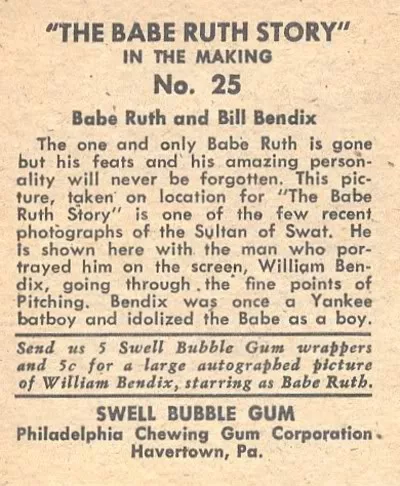 "THE BABE RUTH STORY"
IN THE MAKING
No. 25
Babe Ruth and Bill Bendix
The one and only Babe Ruth is gone
but his feats and his amazing person-
ality will never be forgotten. This pic-
ture, taken on location for "The Babe
Ruth Story" is one of the few recent
photographs of the Sultan of Swat. He
is shown here with the man who por-
trayed him on the screen, William Ben-
dix, going through the fine points of
Pitching. Bendix was once a Yankee
batboy and idolized the Babe as a boy.
Send us 5 Swell Bubble Gum wrappers
and 5c for a large autographed picture
of William Bendix, starring as Babe Ruth.
SWELL BUBBLE GUM
Philadelphia Chewing Gum Corporation
Havertown, Pa.